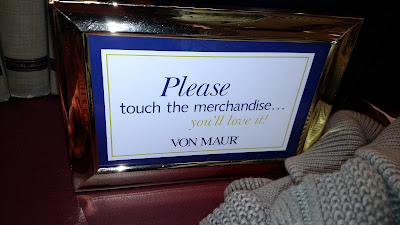 Please
touch the merchandise...
you'll love it!
VON MAUR®